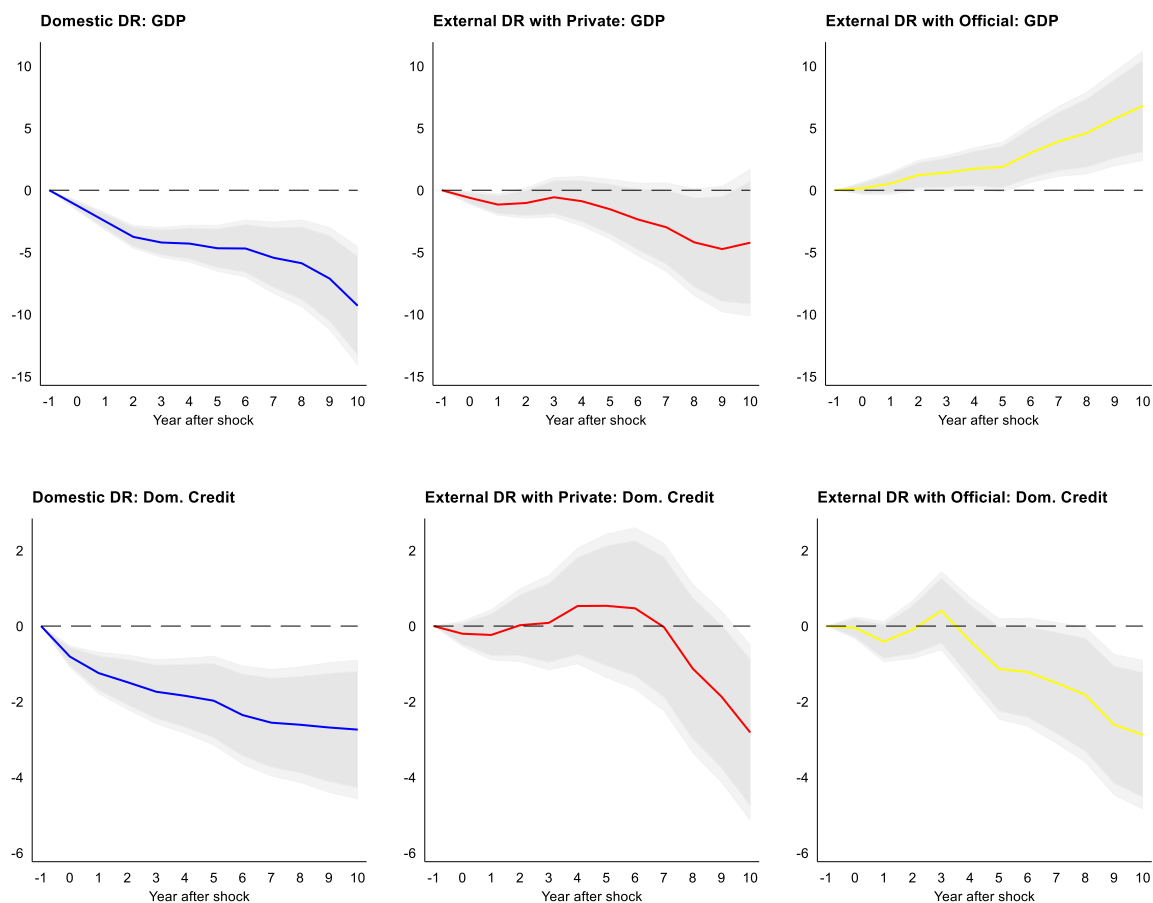 Domestic DR: GDP
External DR with Private: GDP
External DR with Official: GDP
10
5
0
-5
-10
-15
-1 0 1 2 3 4 5 6 7 8 9 10
Year after shock
10
5
0
-5
-10
-15
-1 0 1 2 3 4 5 6 7 8 9 10
Year after shock
10
5
0
-5
-10
-15
-1 0 1 2 3 4 5 6 7 8 9 10
Year after shock
Domestic DR: Dom. Credit
External DR with Private: Dom. Credit
External DR with Official: Dom. Credit
2
0
-2
-4
-6
-1 0 1 2 3 4 5 6 7 8 9 10
Year after shock
2
0
-2
-4
-6
-1 0 1 2 3 4 5 6 7 8 9 10
Year after shock
2
0
-2
-4
-6
-1 0 1 2 3 4 5 6 7 8 9 10
Year after shock